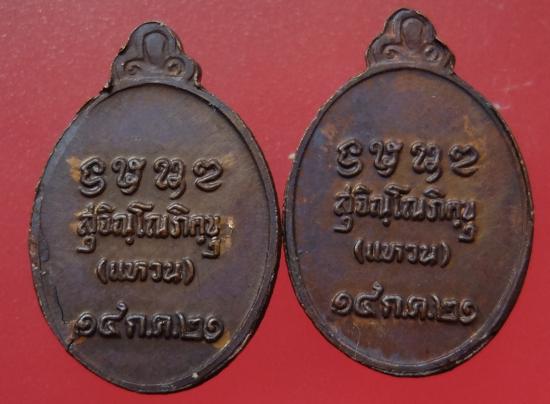 สุจิณฺโณภิกฺขุ
(แหวน)
๑๔ ก.ค. ๒๑
สุจิณฺโณภิกฺขุ
(แหวน)
๑๔ ก.ค. ๒๑